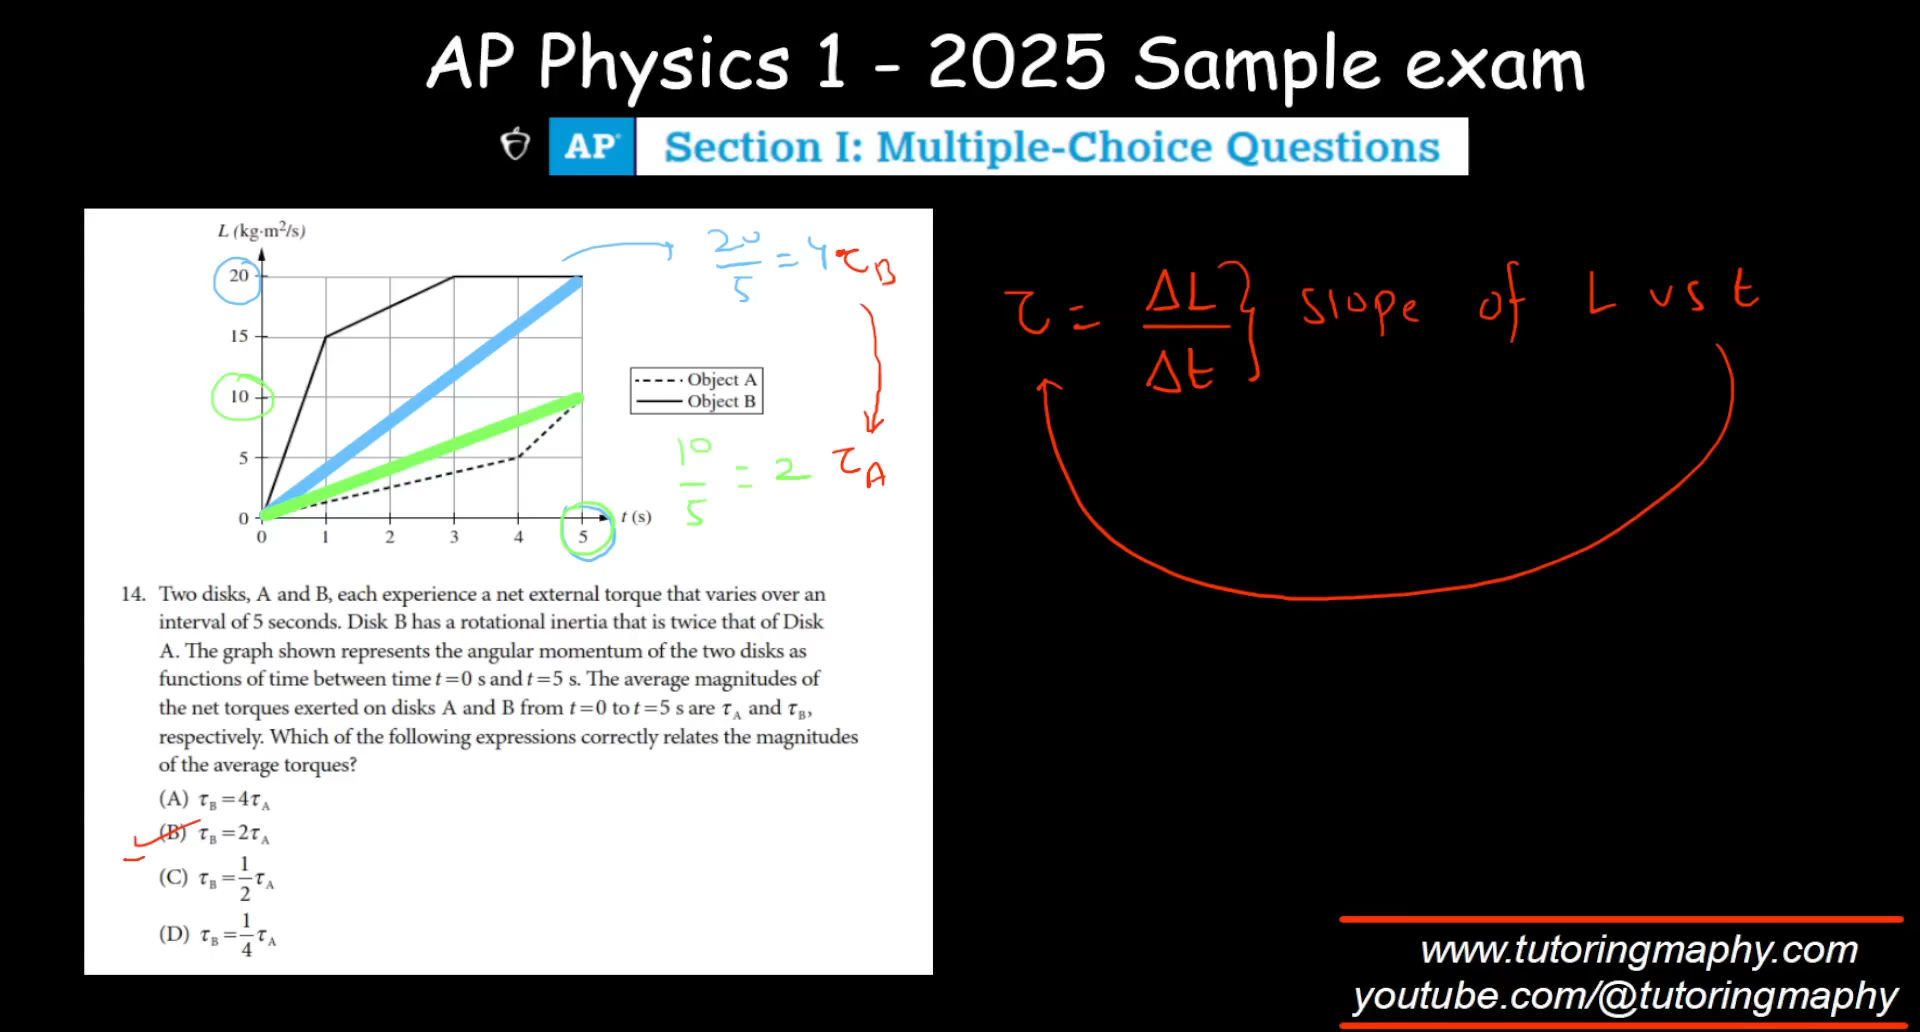 AP Physics 1 - 2025 Sample exam
AP Section I: Multiple-Choice Questions
L (kg·m²/s)
20
15
10
5
0
0 1 2 3 4 5
t (s)
Object A
Object B
20/5 = 4 τB
10/5 = 2 τA
τ = ΔL/Δt } slope of L vs t
14. Two disks, A and B, each experience a net external torque that varies over an
interval of 5 seconds. Disk B has a rotational inertia that is twice that of Disk
A. The graph shown represents the angular momentum of the two disks as
functions of time between time t=0 s and t=5 s. The average magnitudes of
the net torques exerted on disks A and B from t=0 to t=5 s are τA and τB,
respectively. Which of the following expressions correctly relates the magnitudes
of the average torques?
(A) τB=4τA
(B) τB=2τA
(C) τB=1/2τA
(D) τB=1/4τA
www.tutoringmaphy.com
youtube.com/@tutoringmaphy